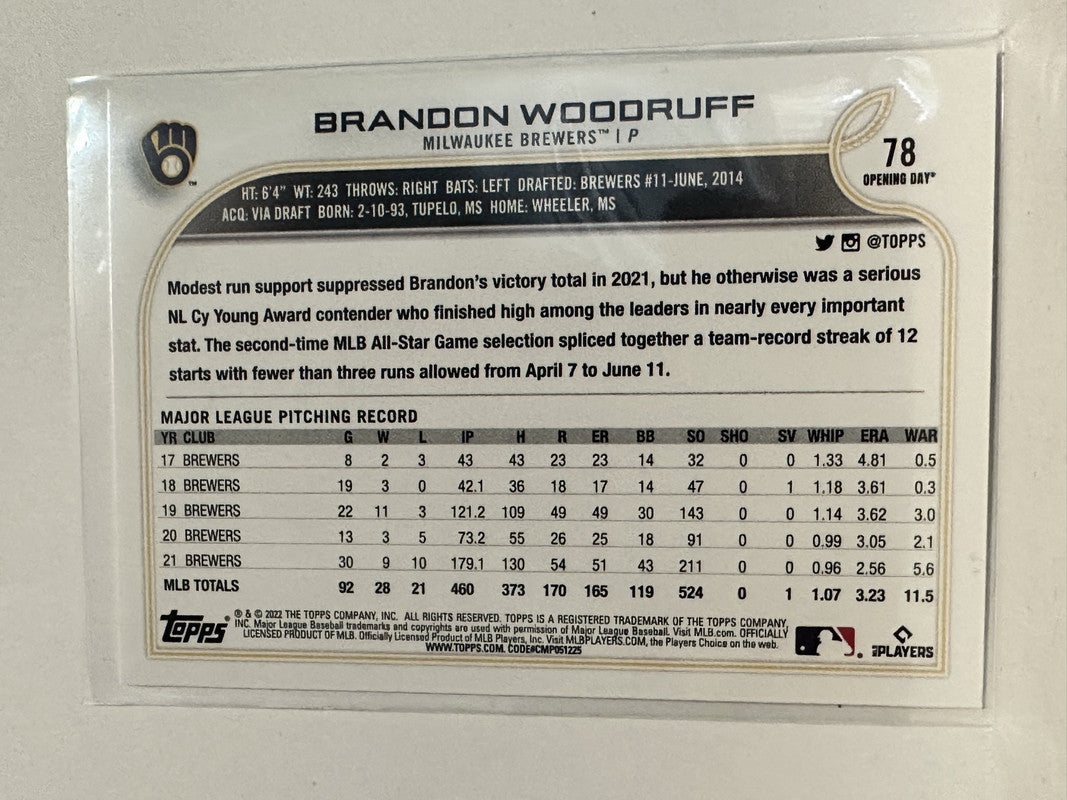 BRANDON WOODRUFF
MILWAUKEE BREWERS™ | P
78
OPENING DAY®
HT: 6'4" WT: 243 THROWS: RIGHT BATS: LEFT DRAFTED: BREWERS #11-JUNE, 2014
ACQ: VIA DRAFT BORN: 2-10-93, TUPELO, MS HOME: WHEELER, MS
@TOPPS
Modest run support suppressed Brandon's victory total in 2021, but he otherwise was a serious
NL Cy Young Award contender who finished high among the leaders in nearly every important
stat. The second-time MLB All-Star Game selection spliced together a team-record streak of 12
starts with fewer than three runs allowed from April 7 to June 11.
MAJOR LEAGUE PITCHING RECORD
YR CLUB G W L IP H R ER BB SO SHO SV WHIP ERA WAR
17 BREWERS 8 2 3 43 43 23 23 14 32 0 0 1.33 4.81 0.5
18 BREWERS 19 3 0 42.1 36 18 17 14 47 0 1 1.18 3.61 0.3
19 BREWERS 22 11 3 121.2 109 49 49 30 143 0 0 1.14 3.62 3.0
20 BREWERS 13 3 5 73.2 55 26 25 18 91 0 0 0.99 3.05 2.1
21 BREWERS 30 9 10 179.1 130 54 51 43 211 0 0 0.96 2.56 5.6
MLB TOTALS 92 28 21 460 373 170 165 119 524 0 1 1.07 3.23 11.5
topps
® & © 2022 THE TOPPS COMPANY, INC. ALL RIGHTS RESERVED. TOPPS IS A REGISTERED TRADEMARK OF THE TOPPS COMPANY,
INC. Major League Baseball trademarks and copyrights are used with permission of Major League Baseball. Visit MLB.com. OFFICIALLY
LICENSED PRODUCT OF MLB. Officially Licensed Product of MLB Players, Inc. Visit MLBPLAYERS.COM, the Players Choice on the web.
WWW.TOPPS.COM. CODE#CMP051225
MLBPLAYERS